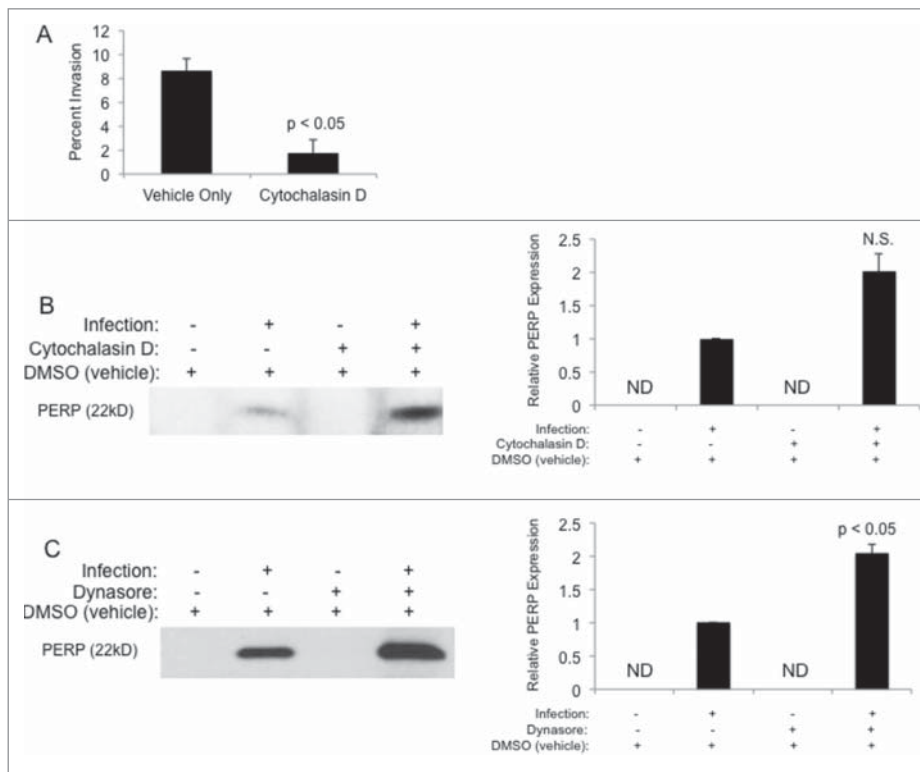 A
12
10
8
6
4
2
0
Percent Invasion
p < 0.05
Vehicle Only Cytochalasin D
B
Infection: - + - +
Cytochalasin D: - - + +
DMSO (vehicle): + + + +
PERP (22kD)
2.5
2
1.5
1
0.5
0
Relative PERP Expression
N.S.
ND ND
Infection: - + - +
Cytochalasin D: - - + +
DMSO (vehicle): + + + +
C
Infection: - + - +
Dynasore: - - + +
DMSO (vehicle): + + + +
PERP (22kD)
2.5
2
1.5
1
0.5
0
Relative PERP Expression
p < 0.05
ND ND
Infection: - + - +
Dynasore: - - + +
DMSO (vehicle): + + + +